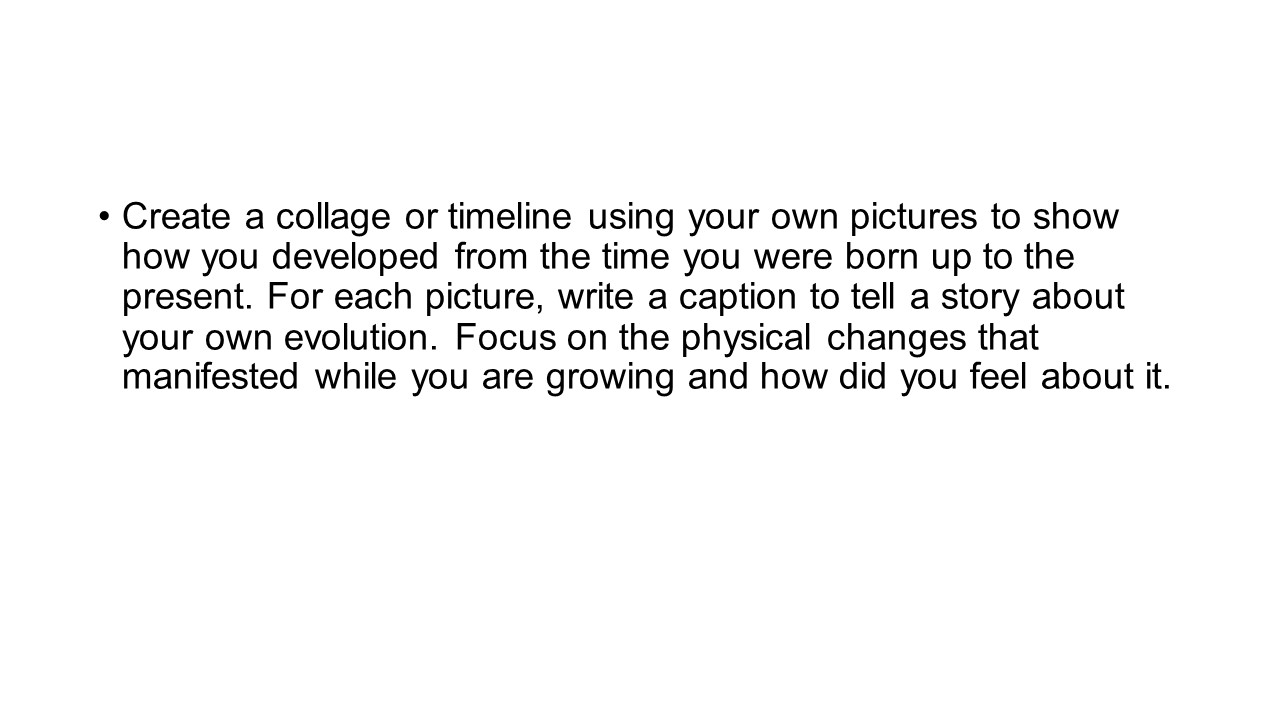 • Create a collage or timeline using your own pictures to show
how you developed from the time you were born up to the
present. For each picture, write a caption to tell a story about
your own evolution. Focus on the physical changes that
manifested while you are growing and how did you feel about it.